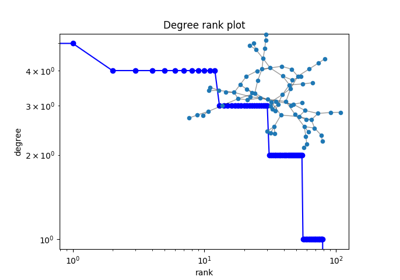 Degree rank plot
4 × 10⁰
3 × 10⁰
2 × 10⁰
10⁰
degree
10⁰
10¹
10²
rank